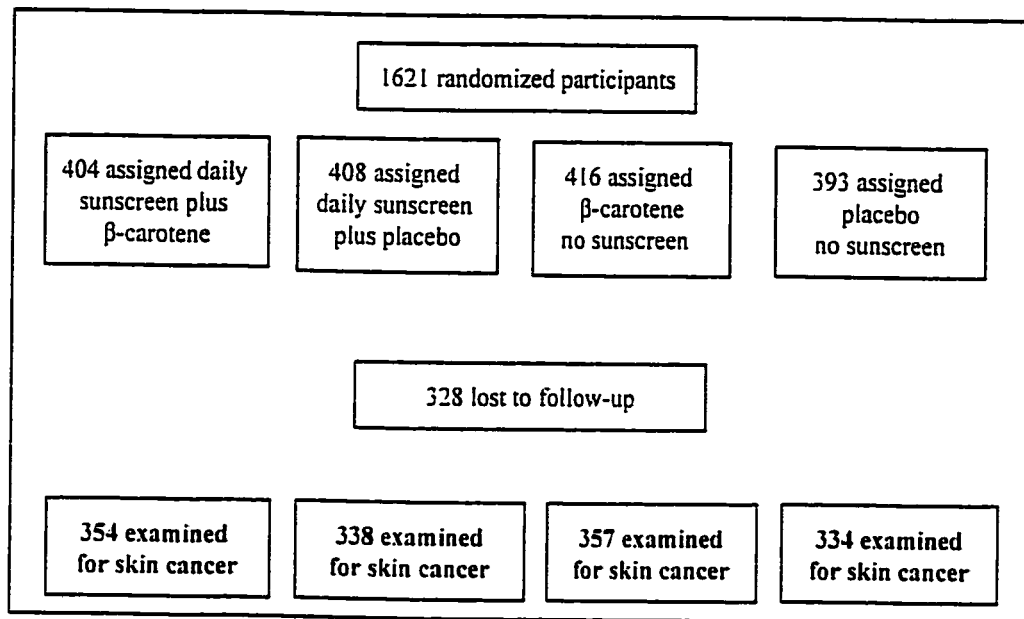 1621 randomized participants
404 assigned daily
sunscreen plus
β-carotene
408 assigned
daily sunscreen
plus placebo
416 assigned
β-carotene
no sunscreen
393 assigned
placebo
no sunscreen
328 lost to follow-up
354 examined
for skin cancer
338 examined
for skin cancer
357 examined
for skin cancer
334 examined
for skin cancer